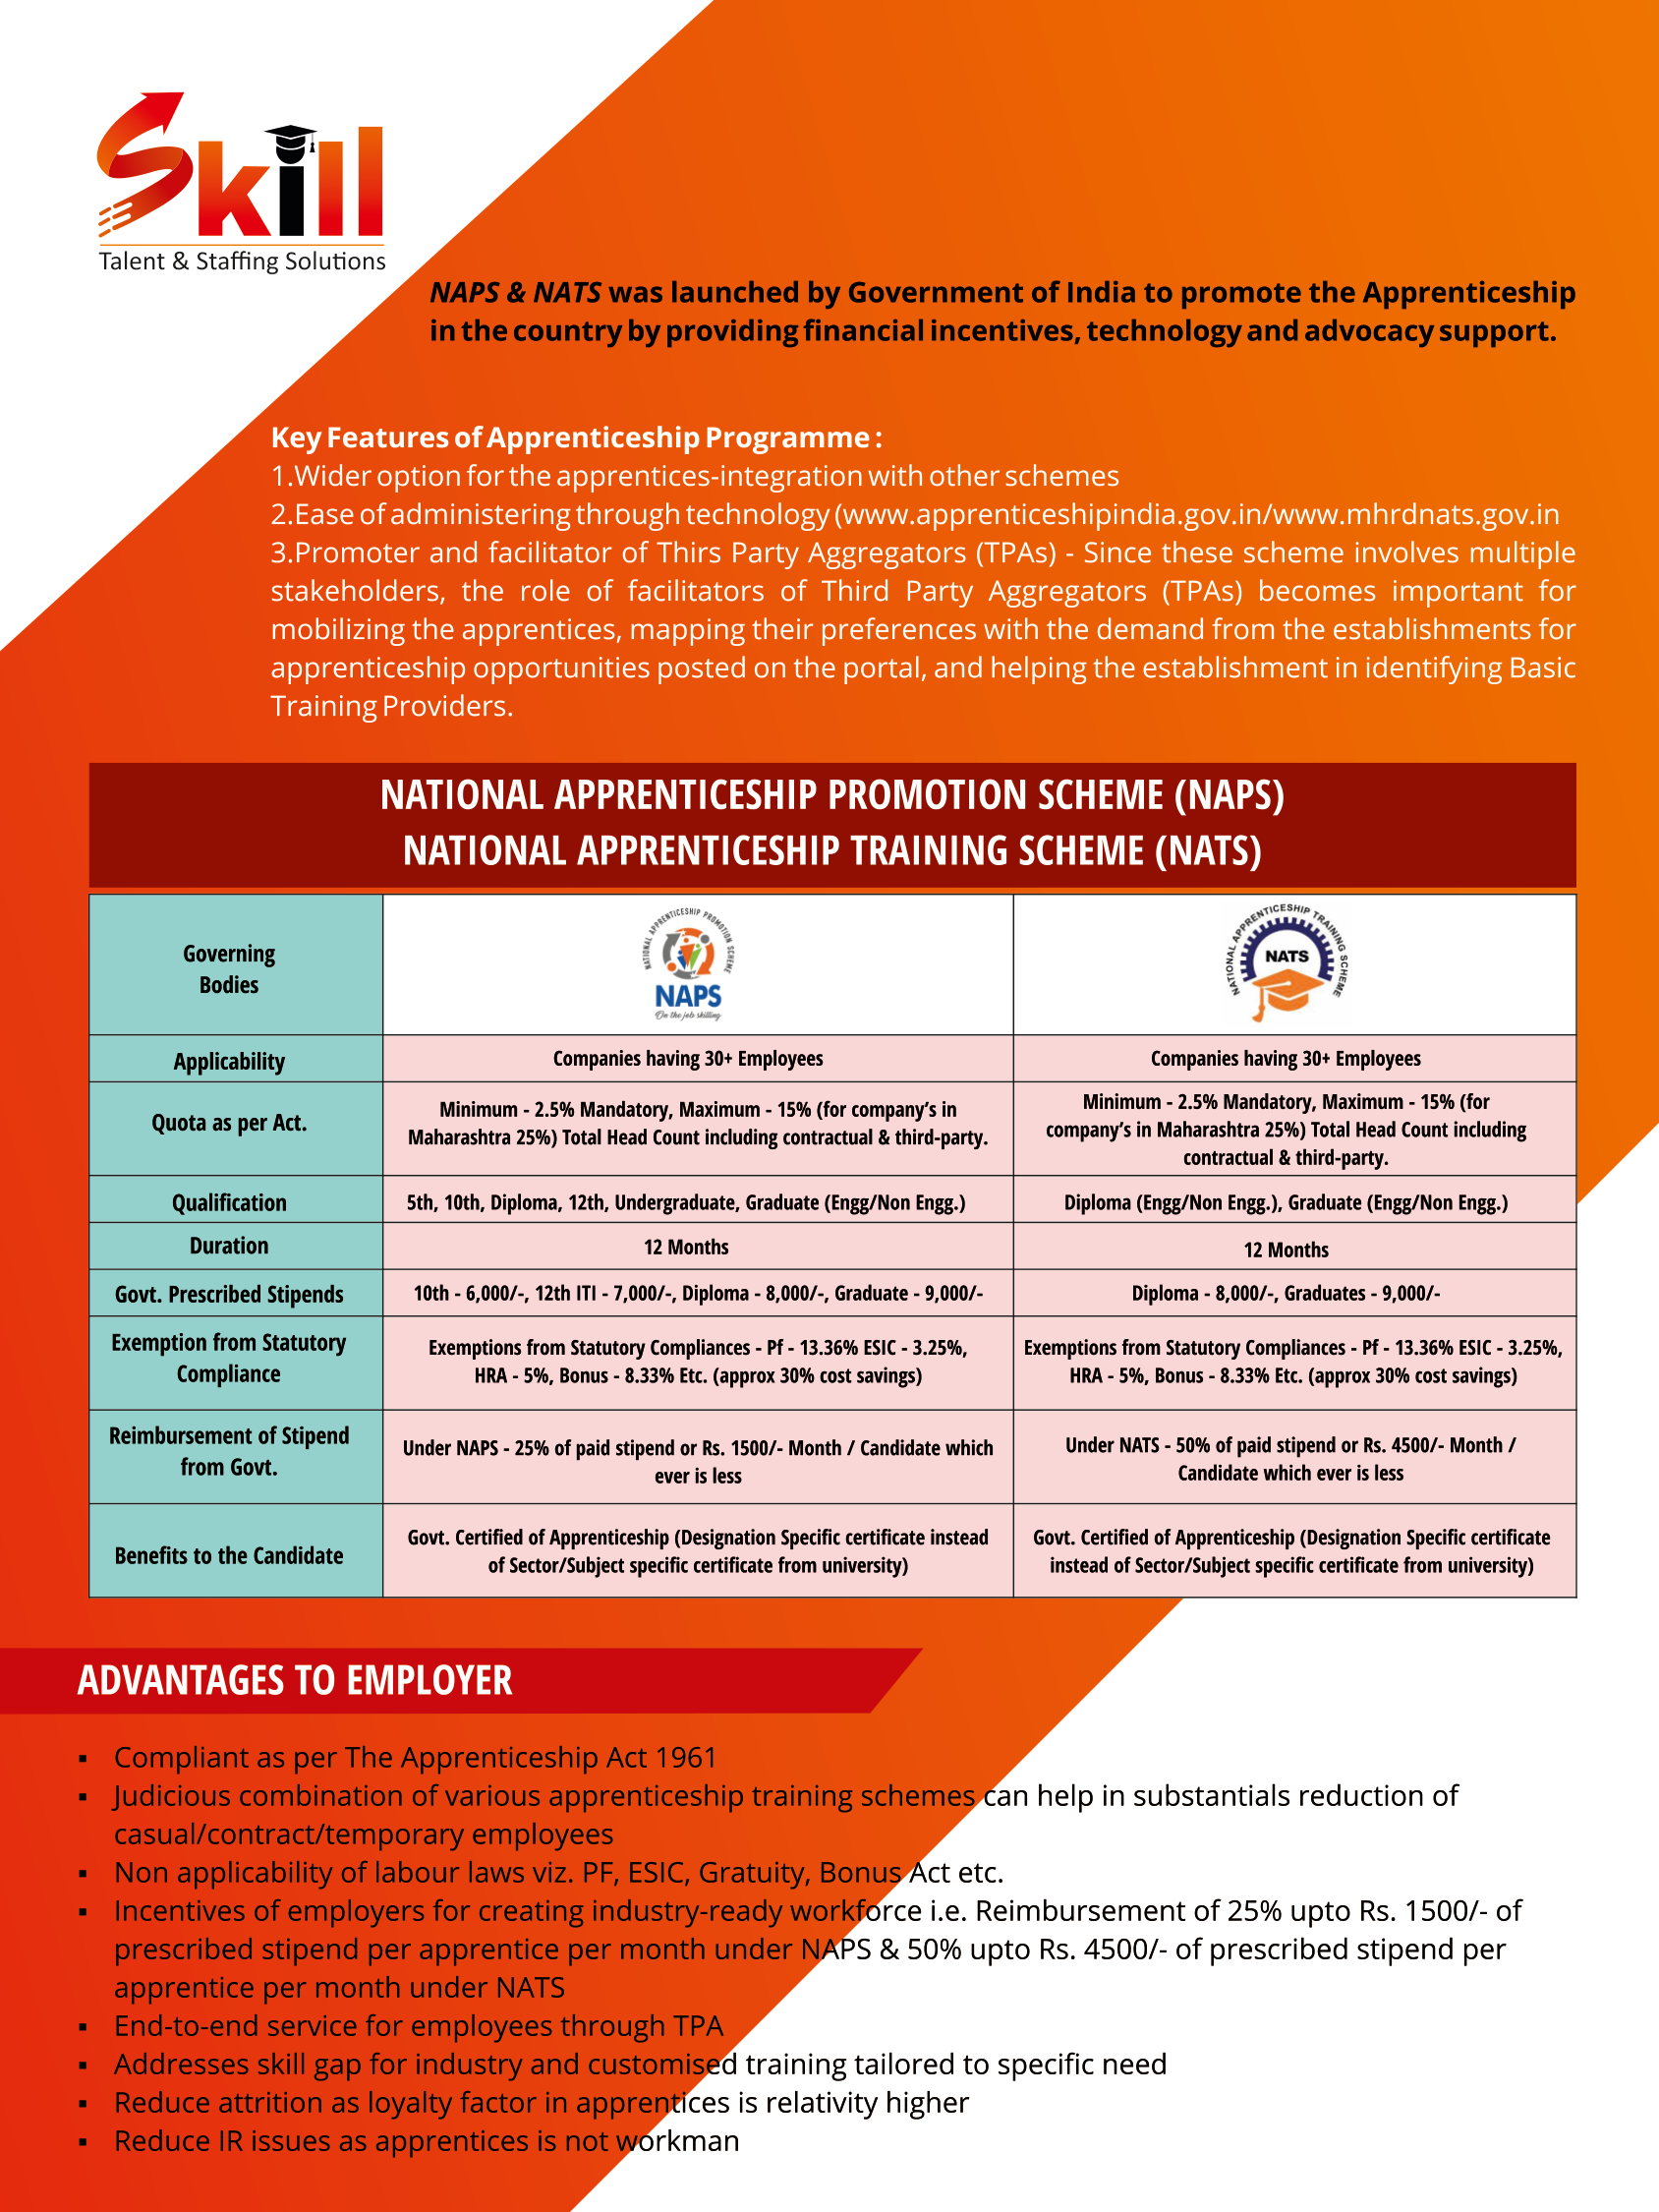 Skill
Talent & Staffing Solutions
NAPS & NATS was launched by Government of India to promote the Apprenticeship
in the country by providing financial incentives, technology and advocacy support.
Key Features of Apprenticeship Programme :
1.Wider option for the apprentices-integration with other schemes
2.Ease of administering through technology (www.apprenticeshipindia.gov.in/www.mhrdnats.gov.in
3.Promoter and facilitator of Thirs Party Aggregators (TPAs) - Since these scheme involves multiple
stakeholders, the role of facilitators of Third Party Aggregators (TPAs) becomes important for
mobilizing the apprentices, mapping their preferences with the demand from the establishments for
apprenticeship opportunities posted on the portal, and helping the establishment in identifying Basic
Training Providers.
NATIONAL APPRENTICESHIP PROMOTION SCHEME (NAPS)
NATIONAL APPRENTICESHIP TRAINING SCHEME (NATS)
Governing
Bodies
NATIONAL APPRENTICESHIP PROMOTION SCHEME
NAPS
On the job skilling
NATIONAL APPRENTICESHIP TRAINING SCHEME
NATS
Applicability
Companies having 30+ Employees
Companies having 30+ Employees
Quota as per Act.
Minimum - 2.5% Mandatory, Maximum - 15% (for company's in
Maharashtra 25%) Total Head Count including contractual & third-party.
Minimum - 2.5% Mandatory, Maximum - 15% (for
company's in Maharashtra 25%) Total Head Count including
contractual & third-party.
Qualification
5th, 10th, Diploma, 12th, Undergraduate, Graduate (Engg/Non Engg.)
Diploma (Engg/Non Engg.), Graduate (Engg/Non Engg.)
Duration
12 Months
12 Months
Govt. Prescribed Stipends
10th - 6,000/-, 12th ITI - 7,000/-, Diploma - 8,000/-, Graduate - 9,000/-
Diploma - 8,000/-, Graduates - 9,000/-
Exemption from Statutory
Compliance
Exemptions from Statutory Compliances - Pf - 13.36% ESIC - 3.25%,
HRA - 5%, Bonus - 8.33% Etc. (approx 30% cost savings)
Exemptions from Statutory Compliances - Pf - 13.36% ESIC - 3.25%,
HRA - 5%, Bonus - 8.33% Etc. (approx 30% cost savings)
Reimbursement of Stipend
from Govt.
Under NAPS - 25% of paid stipend or Rs. 1500/- Month / Candidate which
ever is less
Under NATS - 50% of paid stipend or Rs. 4500/- Month /
Candidate which ever is less
Benefits to the Candidate
Govt. Certified of Apprenticeship (Designation Specific certificate instead
of Sector/Subject specific certificate from university)
Govt. Certified of Apprenticeship (Designation Specific certificate
instead of Sector/Subject specific certificate from university)
ADVANTAGES TO EMPLOYER
▪ Compliant as per The Apprenticeship Act 1961
▪ Judicious combination of various apprenticeship training schemes can help in substantials reduction of
casual/contract/temporary employees
▪ Non applicability of labour laws viz. PF, ESIC, Gratuity, Bonus Act etc.
▪ Incentives of employers for creating industry-ready workforce i.e. Reimbursement of 25% upto Rs. 1500/- of
prescribed stipend per apprentice per month under NAPS & 50% upto Rs. 4500/- of prescribed stipend per
apprentice per month under NATS
▪ End-to-end service for employees through TPA
▪ Addresses skill gap for industry and customised training tailored to specific need
▪ Reduce attrition as loyalty factor in apprentices is relativity higher
▪ Reduce IR issues as apprentices is not workman